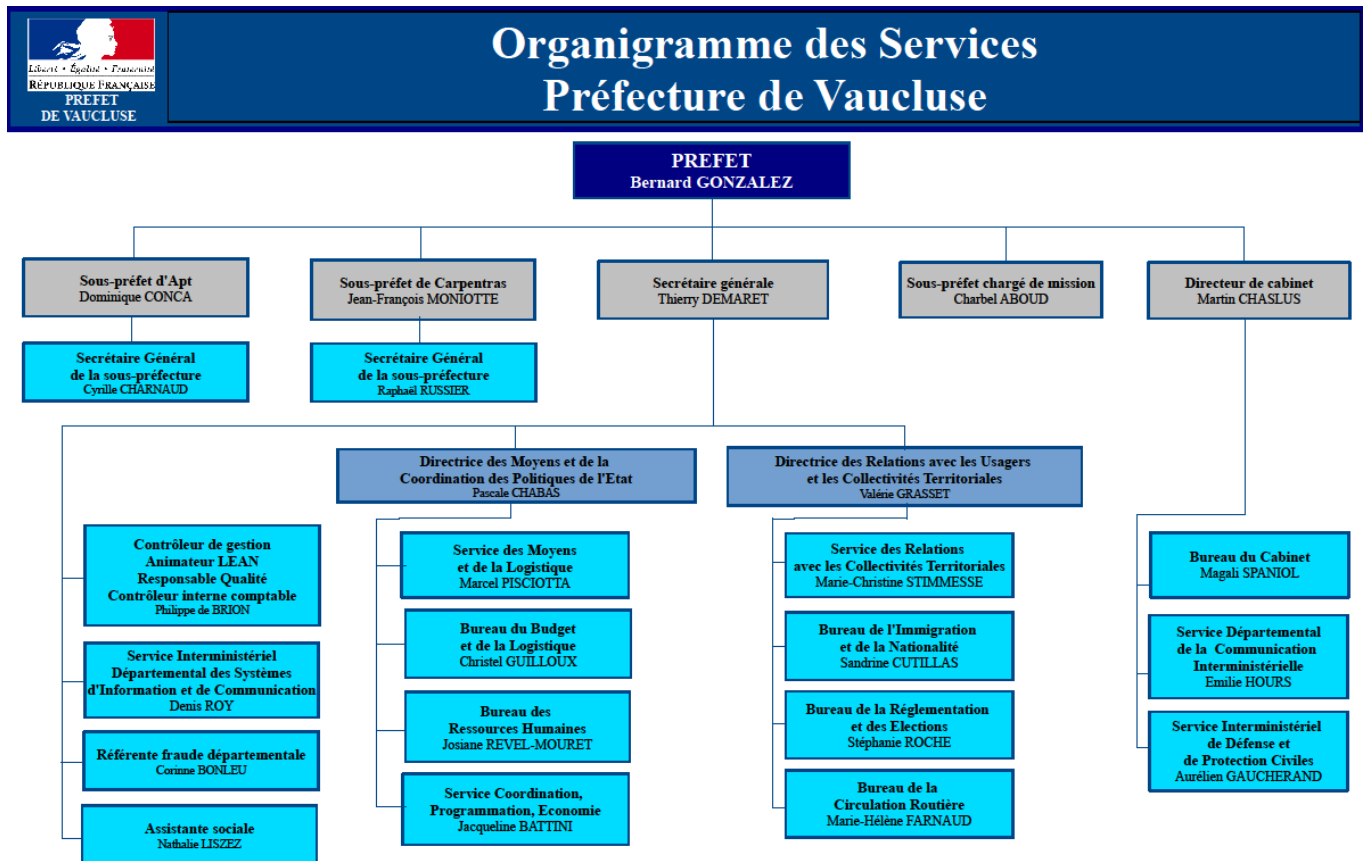 Organigramme des Services
Préfecture de Vaucluse
Liberté • Égalité • Fraternité
RÉPUBLIQUE FRANÇAISE
PREFET
DE VAUCLUSE
PREFET
Bernard GONZALEZ
Sous-préfet d'Apt
Dominique CONCA
Sous-préfet de Carpentras
Jean-François MONIOTTE
Secrétaire générale
Thierry DEMARET
Sous-préfet chargé de mission
Charbel ABOUD
Directeur de cabinet
Martin CHASLUS
Secrétaire Général
de la sous-préfecture
Cyrille CHARNAUD
Secrétaire Général
de la sous-préfecture
Raphaël RUSSIER
Directrice des Moyens et de la
Coordination des Politiques de l'Etat
Pascale CHABAS
Directrice des Relations avec les Usagers
et les Collectivités Territoriales
Valérie GRASSET
Contrôleur de gestion
Animateur LEAN
Responsable Qualité
Contrôleur interne comptable
Philippe de BRION
Service Interministériel
Départemental des Systèmes
d'Information et de Communication
Denis ROY
Référente fraude départementale
Corinne BONLEU
Assistante sociale
Nathalie LISZEZ
Service des Moyens
et de la Logistique
Marcel PISCIOTTA
Bureau du Budget
et de la Logistique
Christel GUILLOUX
Bureau des
Ressources Humaines
Josiane REVEL-MOURET
Service Coordination,
Programmation, Economie
Jacqueline BATTINI
Service des Relations
avec les Collectivités Territoriales
Marie-Christine STIMMESSE
Bureau de l'Immigration
et de la Nationalité
Sandrine CUTILLAS
Bureau de la Réglementation
et des Elections
Stéphanie ROCHE
Bureau de la
Circulation Routière
Marie-Hélène FARNAUD
Bureau du Cabinet
Magali SPANIOL
Service Départemental
de la Communication
Interministérielle
Emilie HOURS
Service Interministériel
de Défense et
de Protection Civiles
Aurélien GAUCHERAND